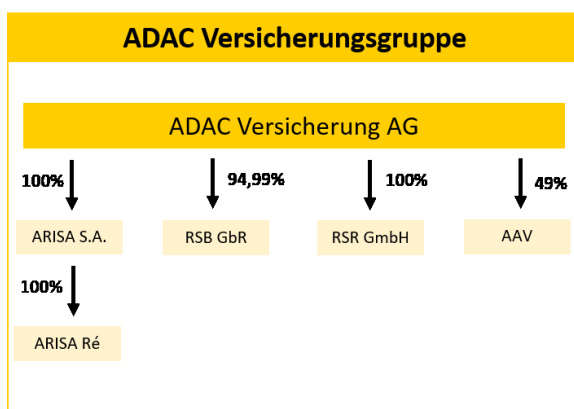 ADAC Versicherungsgruppe
ADAC Versicherung AG
100%
94,99%
100%
49%
ARISA S.A.
RSB GbR
RSR GmbH
AAV
100%
ARISA Ré